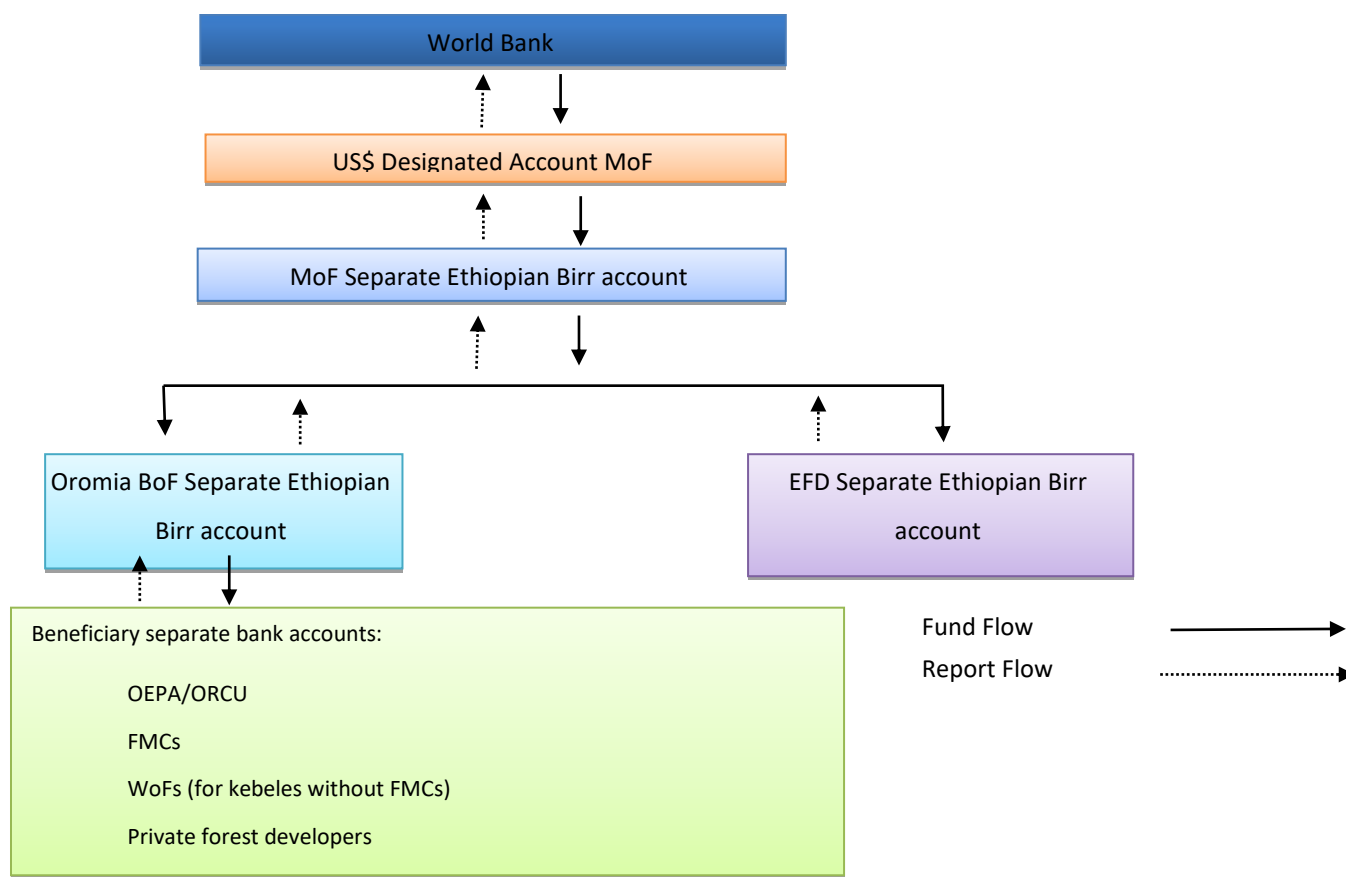 World Bank
US$ Designated Account MoF
MoF Separate Ethiopian Birr account
Oromia BoF Separate Ethiopian
Birr account
EFD Separate Ethiopian Birr
account
Beneficiary separate bank accounts:
OEPA/ORCU
FMCs
WoFs (for kebeles without FMCs)
Private forest developers
Fund Flow
Report Flow